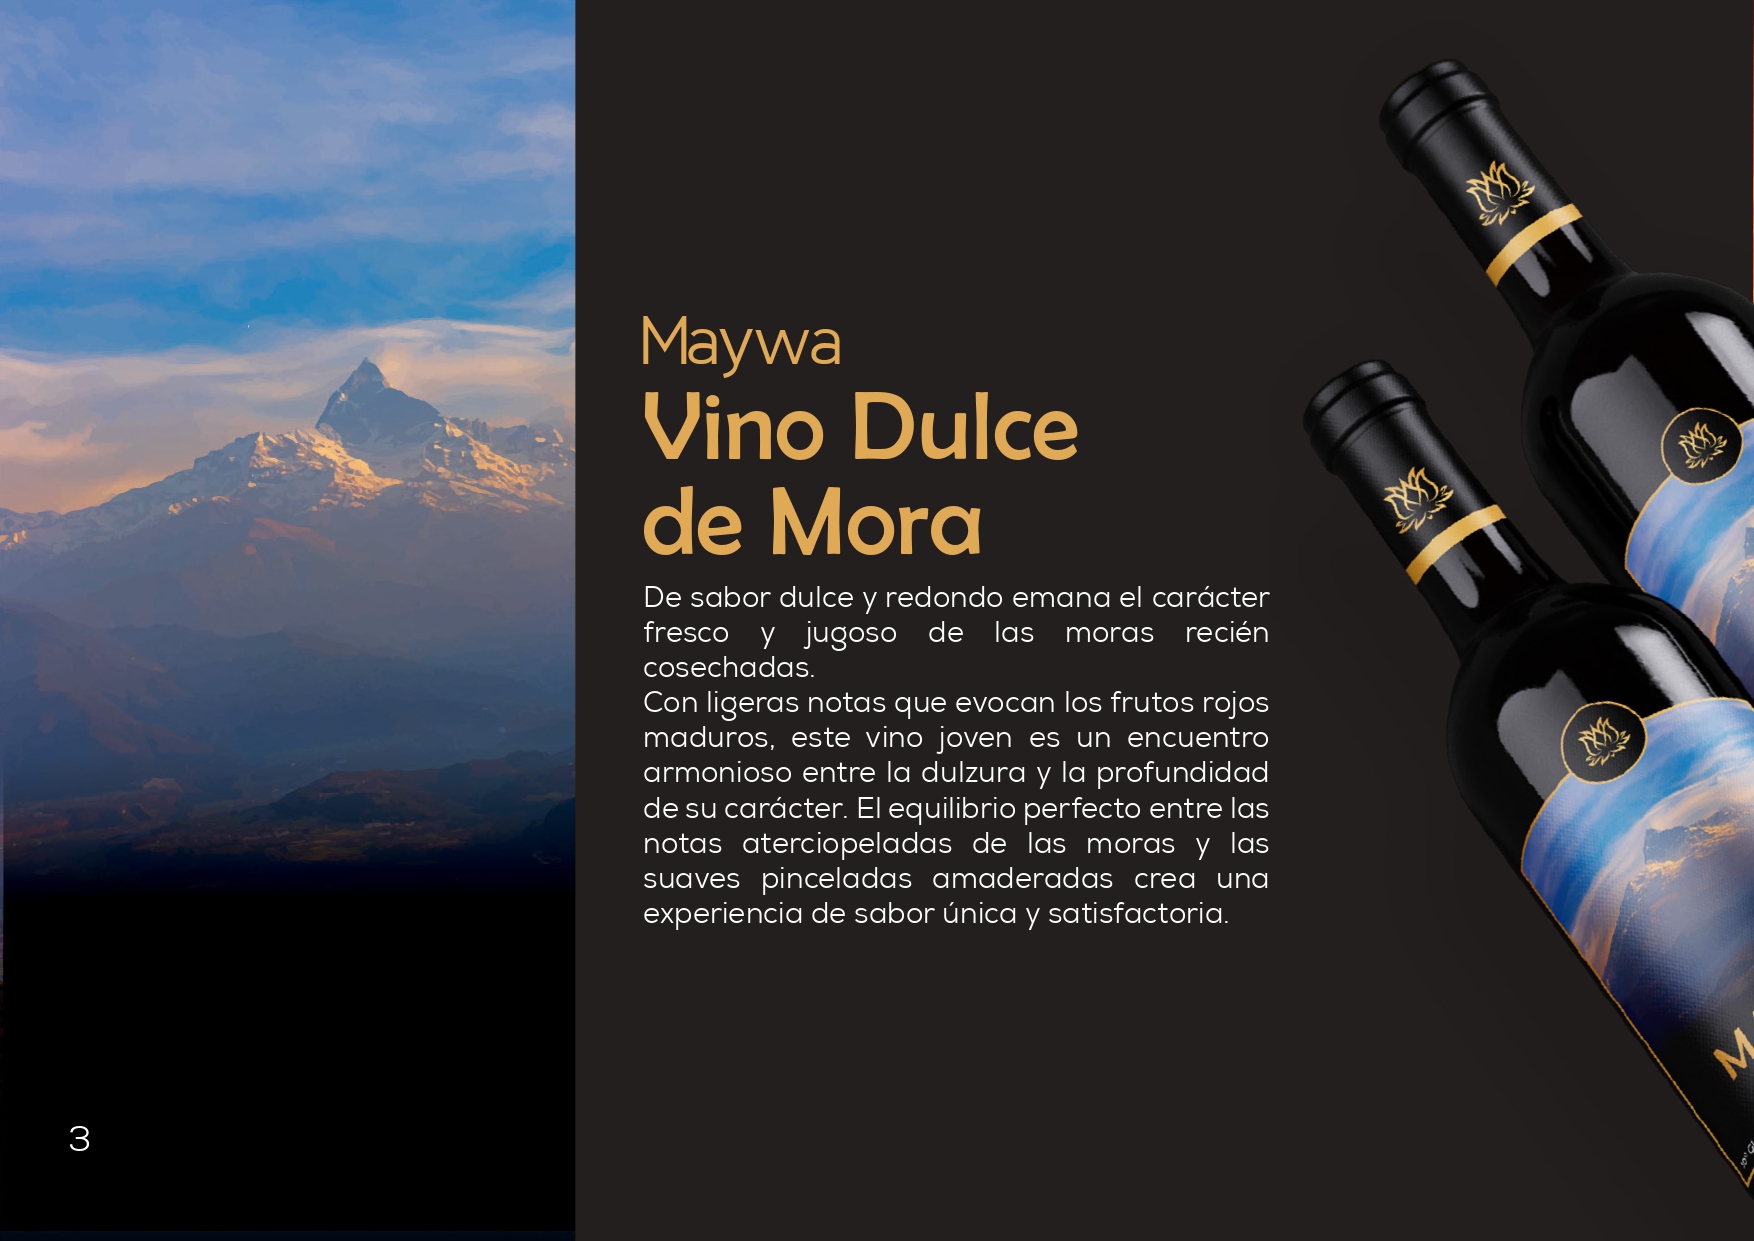 Maywa
Vino Dulce
de Mora
De sabor dulce y redondo emana el carácter
fresco y jugoso de las moras recién
cosechadas.
Con ligeras notas que evocan los frutos rojos
maduros, este vino joven es un encuentro
armonioso entre la dulzura y la profundidad
de su carácter. El equilibrio perfecto entre las
notas aterciopeladas de las moras y las
suaves pinceladas amaderadas crea una
experiencia de sabor única y satisfactoria.
3